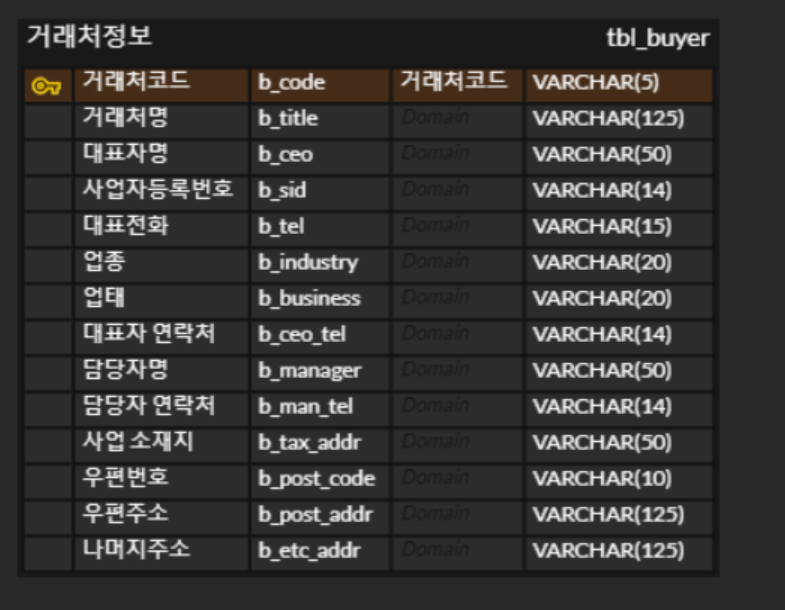 거래처정보 tbl_buyer
거래처코드 b_code 거래처코드 VARCHAR(5)
거래처명 b_title Domain VARCHAR(125)
대표자명 b_ceo Domain VARCHAR(50)
사업자등록번호 b_sid Domain VARCHAR(14)
대표전화 b_tel Domain VARCHAR(15)
업종 b_industry Domain VARCHAR(20)
업태 b_business Domain VARCHAR(20)
대표자 연락처 b_ceo_tel Domain VARCHAR(14)
담당자명 b_manager Domain VARCHAR(50)
담당자 연락처 b_man_tel Domain VARCHAR(14)
사업 소재지 b_tax_addr Domain VARCHAR(50)
우편번호 b_post_code Domain VARCHAR(10)
우편주소 b_post_addr Domain VARCHAR(125)
나머지주소 b_etc_addr Domain VARCHAR(125)